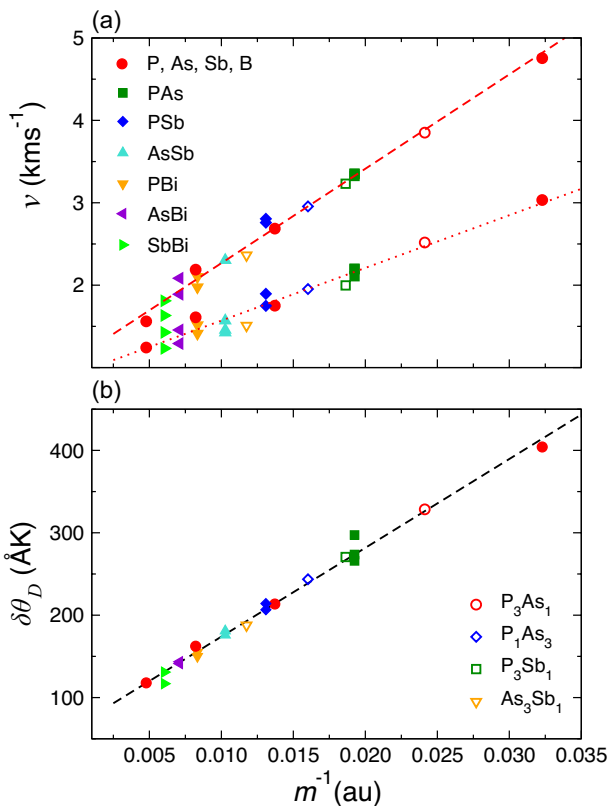 (a)
5
4
3
2
ν (kms⁻¹)
P, As, Sb, B
PAs
PSb
AsSb
PBi
AsBi
SbBi
(b)
400
300
200
100
δθ_D (ÅK)
P₃As₁
P₁As₃
P₃Sb₁
As₃Sb₁
0.005 0.010 0.015 0.020 0.025 0.030 0.035
m⁻¹(au)